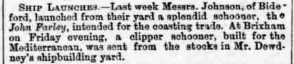 SHIP LAUNCHES.—Last week Messrs. Johnson, of Bide-
ford, launched from their yard a splendid schooner, the
John Farley, intended for the coasting trade. At Brixham
on Friday evening, a clipper schooner, built for the
Mediterranean, was sent from the stocks in Mr. Dewd-
ney's shipbuilding yard.